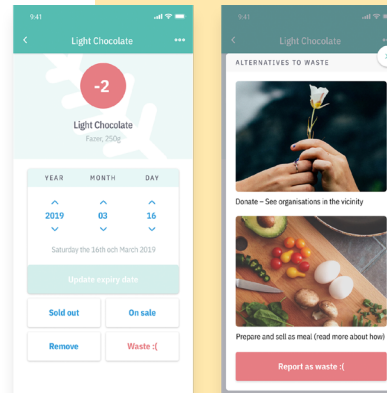 9:41
Light Chocolate
-2
Light Chocolate
Fazer, 250g
YEAR MONTH DAY
2019 03 16
Saturday the 16th och March 2019
Update expiry date
Sold out On sale
Remove Waste :(
9:41
Light Chocolate
ALTERNATIVES TO WASTE
Donate – See organisations in the vicinity
Prepare and sell as meal (read more about how)
Report as waste :(